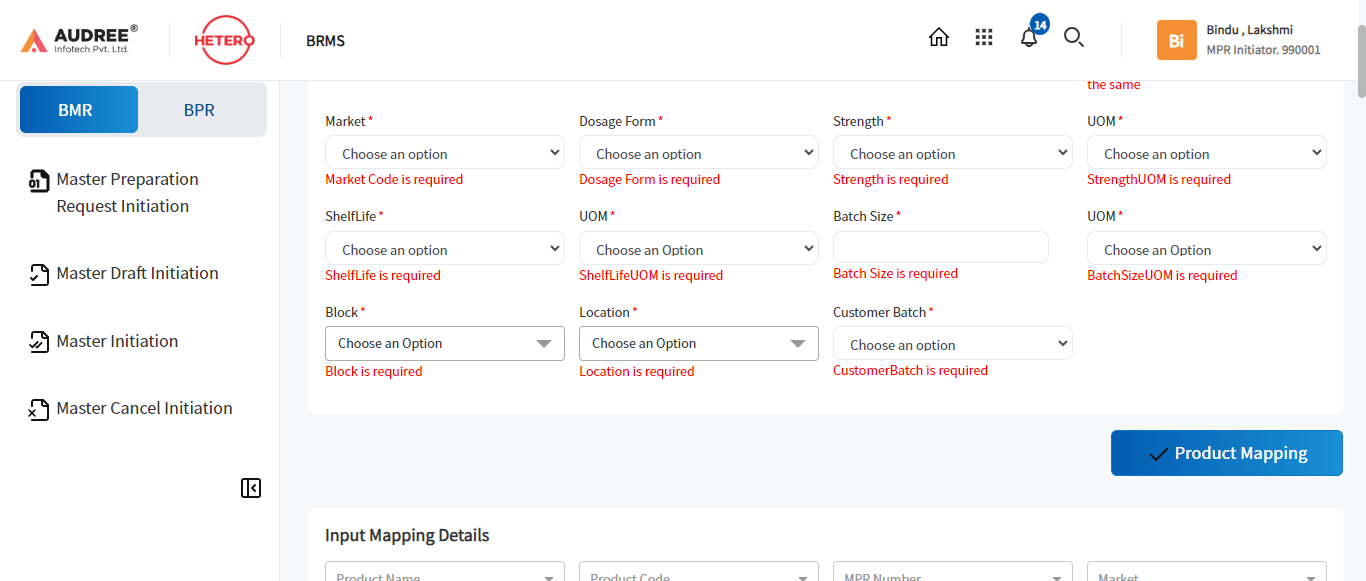 AUDREE®
Infotech Pvt. Ltd.
HETERO
BRMS
14
Bi
Bindu , Lakshmi
MPR Initiator. 990001
BMR
BPR
01
Master Preparation
Request Initiation
Master Draft Initiation
Master Initiation
Master Cancel Initiation
the same
Market *
Dosage Form *
Strength *
UOM *
Choose an option
Choose an option
Choose an option
Choose an option
Market Code is required
Dosage Form is required
Strength is required
StrengthUOM is required
ShelfLife *
UOM *
Batch Size *
UOM *
Choose an option
Choose an Option
Choose an Option
ShelfLife is required
ShelfLifeUOM is required
Batch Size is required
BatchSizeUOM is required
Block *
Location *
Customer Batch *
Choose an Option
Choose an Option
Choose an option
Block is required
Location is required
CustomerBatch is required
Product Mapping
Input Mapping Details
Product Name
Product Code
MPR Number
Market